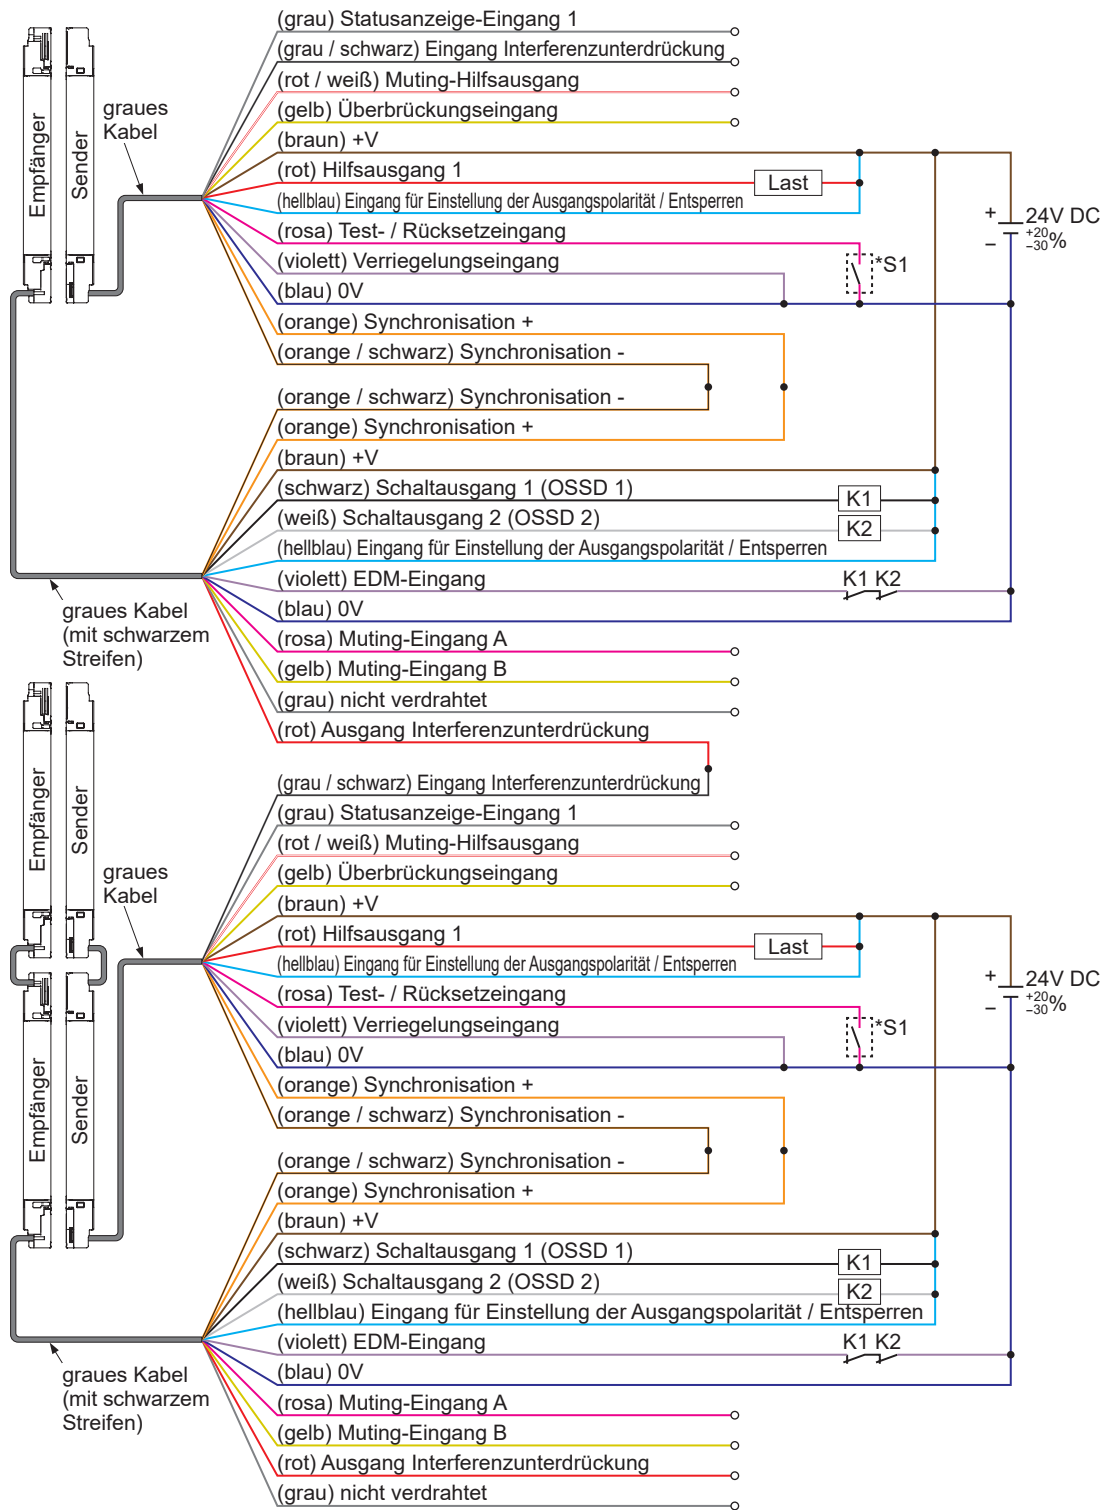 (grau) Statusanzeige-Eingang 1
(grau / schwarz) Eingang Interferenzunterdrückung
(rot / weiß) Muting-Hilfsausgang
(gelb) Überbrückungseingang
(braun) +V
(rot) Hilfsausgang 1
Last
(hellblau) Eingang für Einstellung der Ausgangspolarität / Entsperren
(rosa) Test- / Rücksetzeingang
(violett) Verriegelungseingang
*S1
(blau) 0V
(orange) Synchronisation +
(orange / schwarz) Synchronisation -
+
–
24V DC
+20
–30 %
Empfänger
Sender
graues
Kabel
(orange / schwarz) Synchronisation -
(orange) Synchronisation +
(braun) +V
(schwarz) Schaltausgang 1 (OSSD 1)
K1
(weiß) Schaltausgang 2 (OSSD 2)
K2
(hellblau) Eingang für Einstellung der Ausgangspolarität / Entsperren
(violett) EDM-Eingang
K1 K2
(blau) 0V
(rosa) Muting-Eingang A
(gelb) Muting-Eingang B
(grau) nicht verdrahtet
(rot) Ausgang Interferenzunterdrückung
graues Kabel
(mit schwarzem
Streifen)
(grau / schwarz) Eingang Interferenzunterdrückung
(grau) Statusanzeige-Eingang 1
(rot / weiß) Muting-Hilfsausgang
(gelb) Überbrückungseingang
(braun) +V
(rot) Hilfsausgang 1
Last
(hellblau) Eingang für Einstellung der Ausgangspolarität / Entsperren
(rosa) Test- / Rücksetzeingang
(violett) Verriegelungseingang
*S1
(blau) 0V
(orange) Synchronisation +
(orange / schwarz) Synchronisation -
+
–
24V DC
+20
–30 %
Empfänger
Sender
graues
Kabel
Empfänger
Sender
(orange / schwarz) Synchronisation -
(orange) Synchronisation +
(braun) +V
(schwarz) Schaltausgang 1 (OSSD 1)
K1
(weiß) Schaltausgang 2 (OSSD 2)
K2
(hellblau) Eingang für Einstellung der Ausgangspolarität / Entsperren
(violett) EDM-Eingang
K1 K2
(blau) 0V
(rosa) Muting-Eingang A
(gelb) Muting-Eingang B
(rot) Ausgang Interferenzunterdrückung
(grau) nicht verdrahtet
graues Kabel
(mit schwarzem
Streifen)